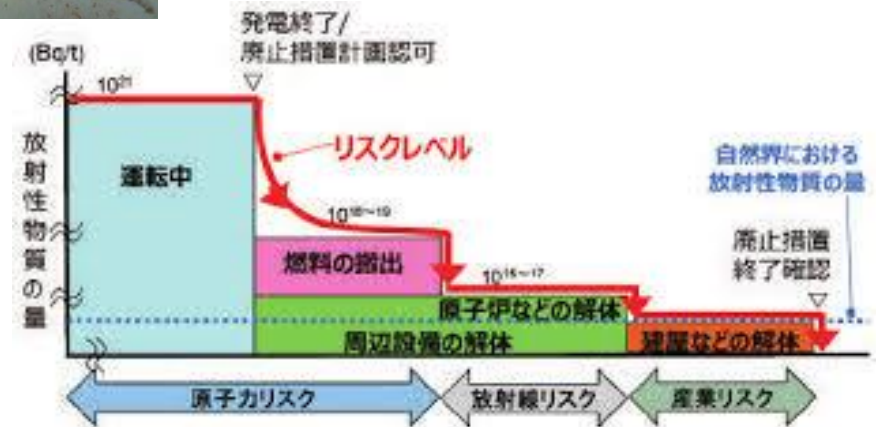 発電終了/
廃止措置計画認可
(Bq/t)
10²¹
放射性物質の量
運転中
リスクレベル
自然界における
放射性物質の量
10¹⁸～¹⁹
廃止措置
終了確認
燃料の搬出
10¹⁶～¹⁷
原子炉などの解体
周辺設備の解体
建屋などの解体
原子力リスク
放射線リスク
産業リスク